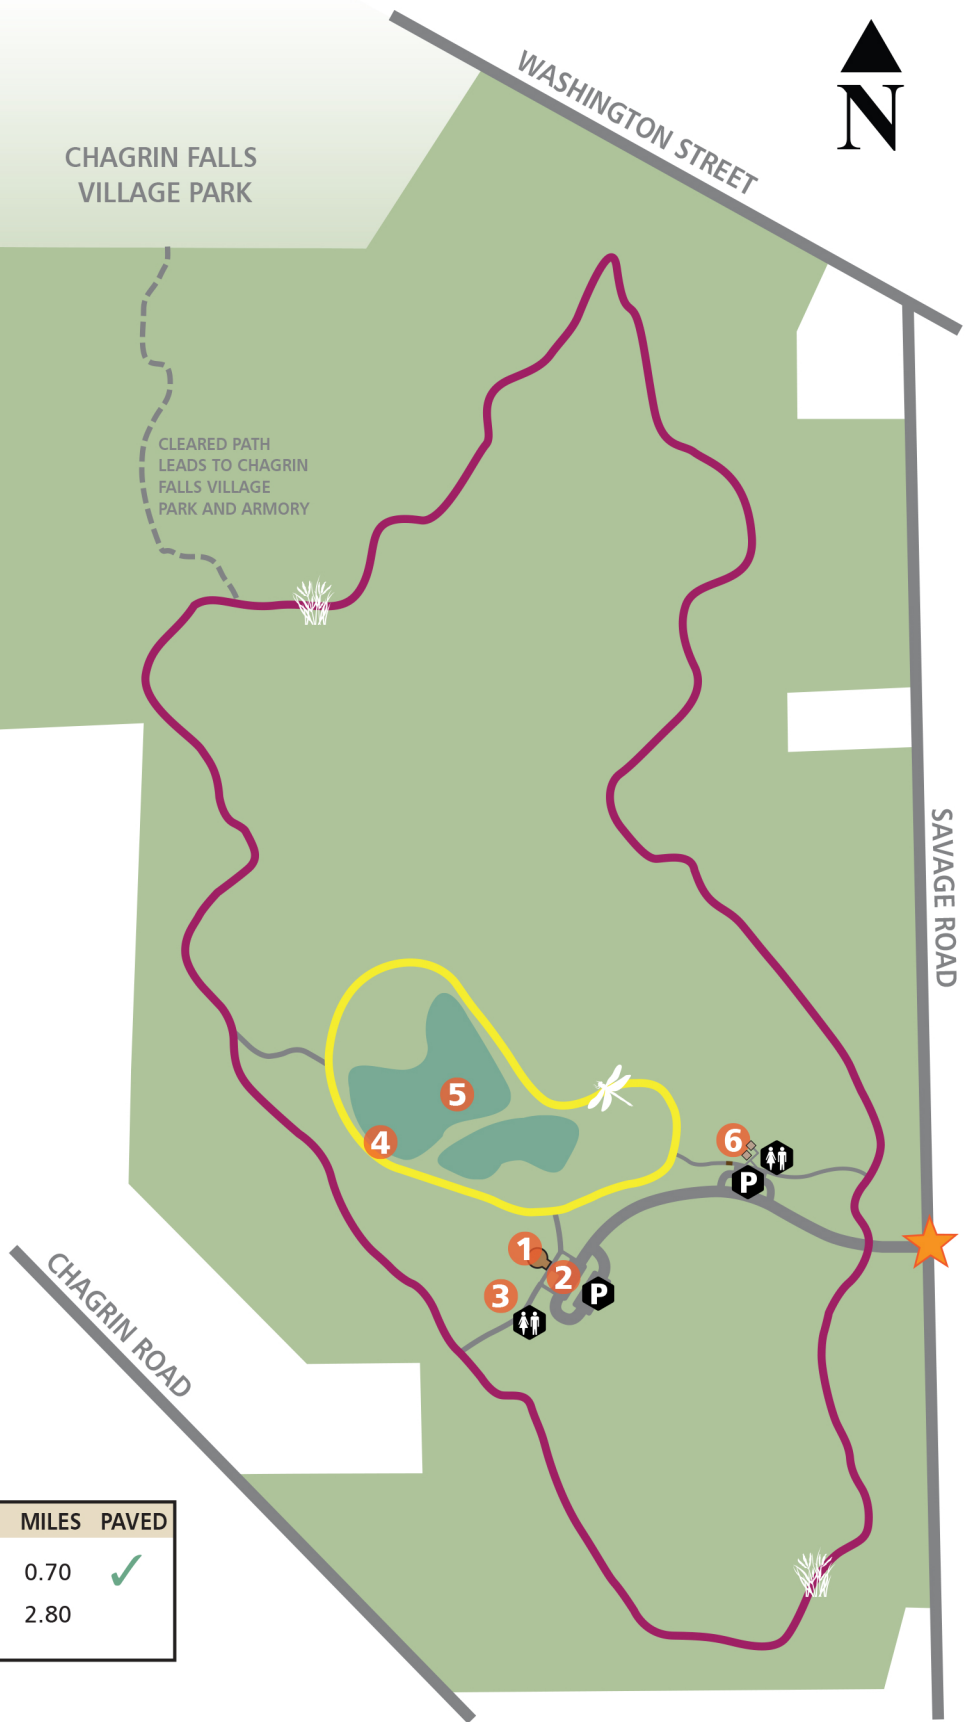 WASHINGTON STREET
N
CHAGRIN FALLS
VILLAGE PARK
CLEARED PATH
LEADS TO CHAGRIN
FALLS VILLAGE
PARK AND ARMORY
SAVAGE ROAD
5
4
6
P
1
2
3
P
CHAGRIN ROAD
MILES PAVED
0.70 ✓
2.80